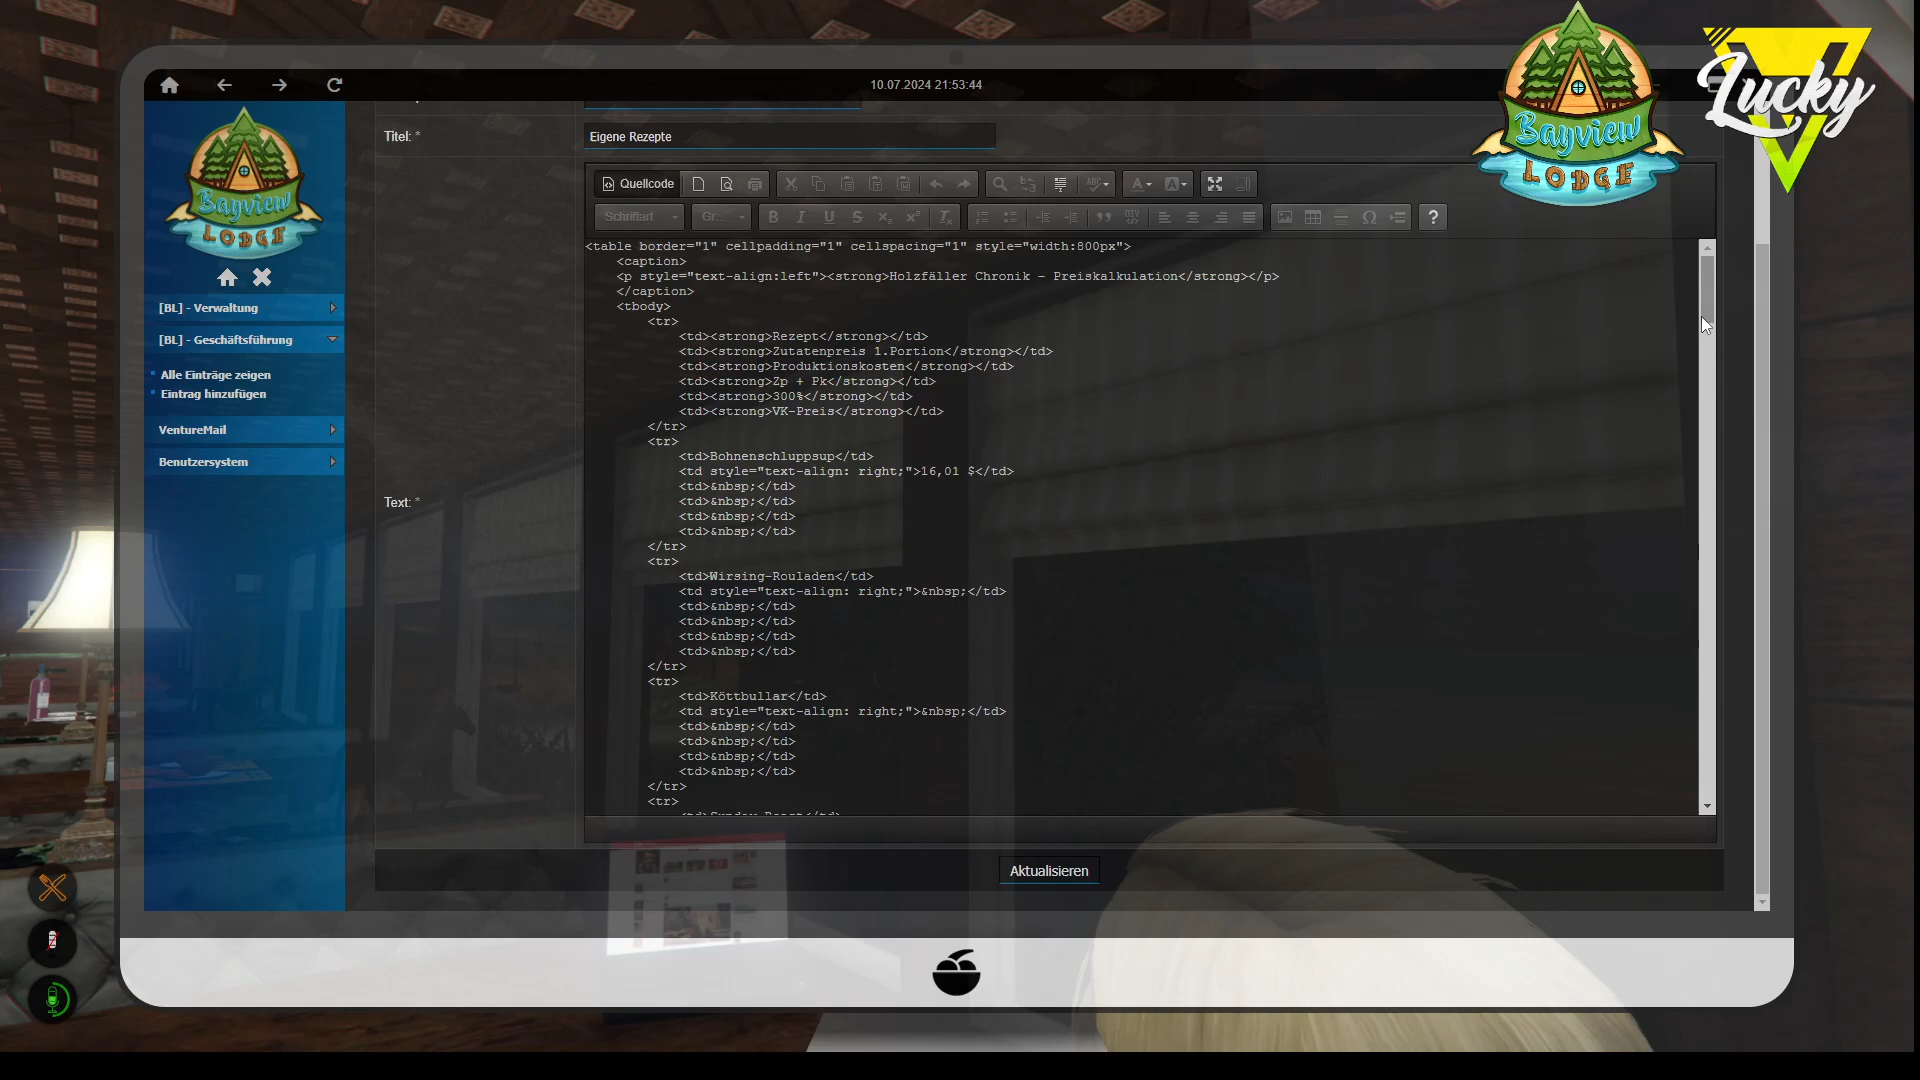 10.07.2024 21:53:44
Bayview
LODGE
Lucky
V
Bayview
LODGE
[BL] - Verwaltung
[BL] - Geschäftsführung
Alle Einträge zeigen
Eintrag hinzufügen
VentureMail
Benutzersystem
Titel: *
Eigene Rezepte
Text: *
Quellcode
Schriftart
Gr...
<table border="1" cellpadding="1" cellspacing="1" style="width:800px">
<caption>
<p style="text-align:left"><strong>Holzfäller Chronik - Preiskalkulation</strong></p>
</caption>
<tbody>
<tr>
<td><strong>Rezept</strong></td>
<td><strong>Zutatenpreis 1.Portion</strong></td>
<td><strong>Produktionskosten</strong></td>
<td><strong>Zp + Pk</strong></td>
<td><strong>300%</strong></td>
<td><strong>VK-Preis</strong></td>
</tr>
<tr>
<td>Bohnenschluppsup</td>
<td style="text-align: right;">16,01 $</td>
<td>&nbsp;</td>
<td>&nbsp;</td>
<td>&nbsp;</td>
<td>&nbsp;</td>
</tr>
<tr>
<td>Wirsing-Rouladen</td>
<td style="text-align: right;">&nbsp;</td>
<td>&nbsp;</td>
<td>&nbsp;</td>
<td>&nbsp;</td>
<td>&nbsp;</td>
</tr>
<tr>
<td>Köttbullar</td>
<td style="text-align: right;">&nbsp;</td>
<td>&nbsp;</td>
<td>&nbsp;</td>
<td>&nbsp;</td>
<td>&nbsp;</td>
</tr>
<tr>
Aktualisieren